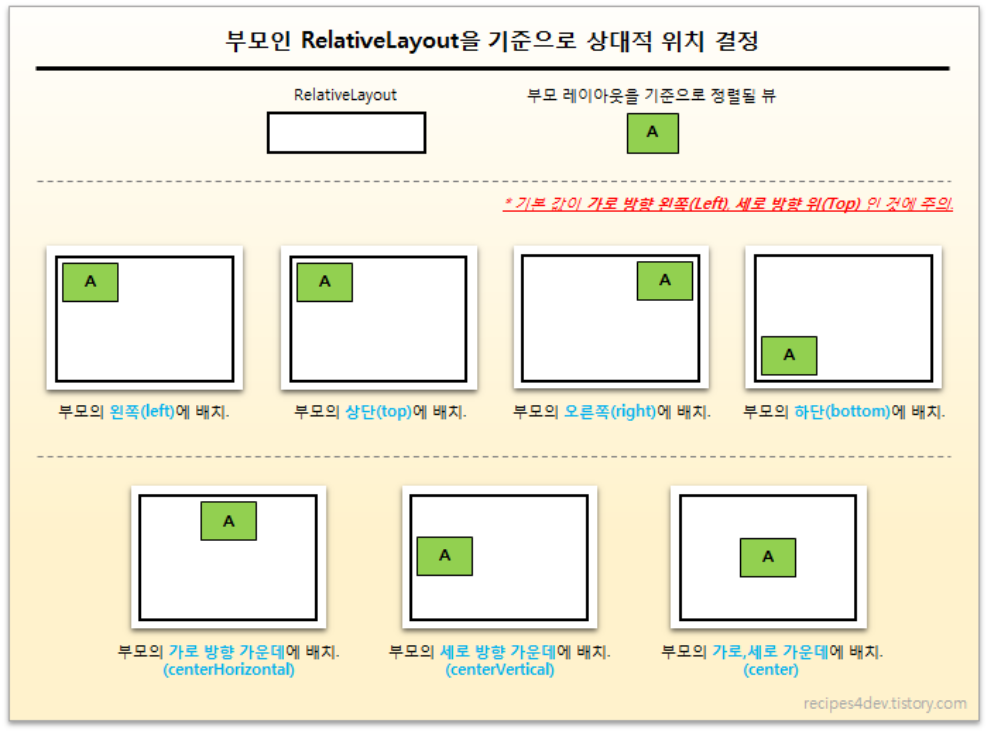 부모인 RelativeLayout을 기준으로 상대적 위치 결정
RelativeLayout
부모 레이아웃을 기준으로 정렬될 뷰
A
* 기본 값이 가로 방향 왼쪽(Left), 세로 방향 위(Top) 인 것에 주의.
A
A
A
A
부모의 왼쪽(left)에 배치.
부모의 상단(top)에 배치.
부모의 오른쪽(right)에 배치.
부모의 하단(bottom)에 배치.
A
A
A
부모의 가로 방향 가운데에 배치.
(centerHorizontal)
부모의 세로 방향 가운데에 배치.
(centerVertical)
부모의 가로,세로 가운데에 배치.
(center)
recipes4dev.tistory.com